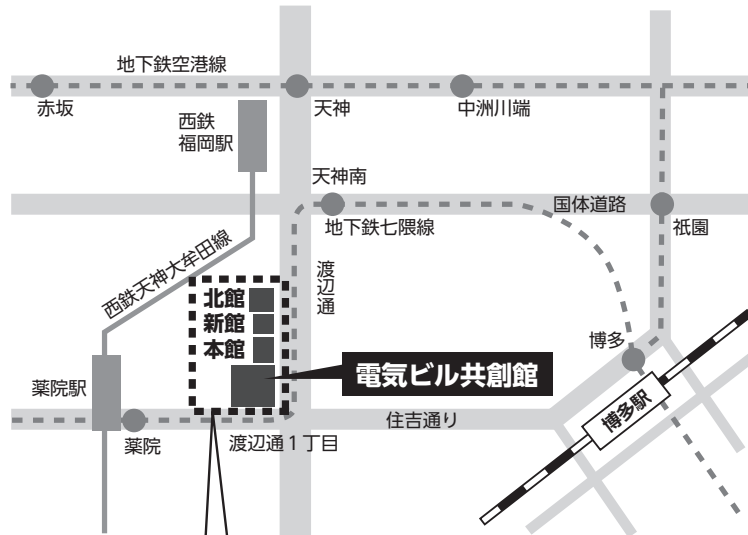 地下鉄空港線
赤坂
西鉄
福岡駅
天神
中洲川端
天神南
国体道路
地下鉄七隈線
祇園
西鉄天神大牟田線
渡辺通
北館
新館
本館
博多
電気ビル共創館
薬院駅
博多駅
住吉通り
薬院
渡辺通1丁目